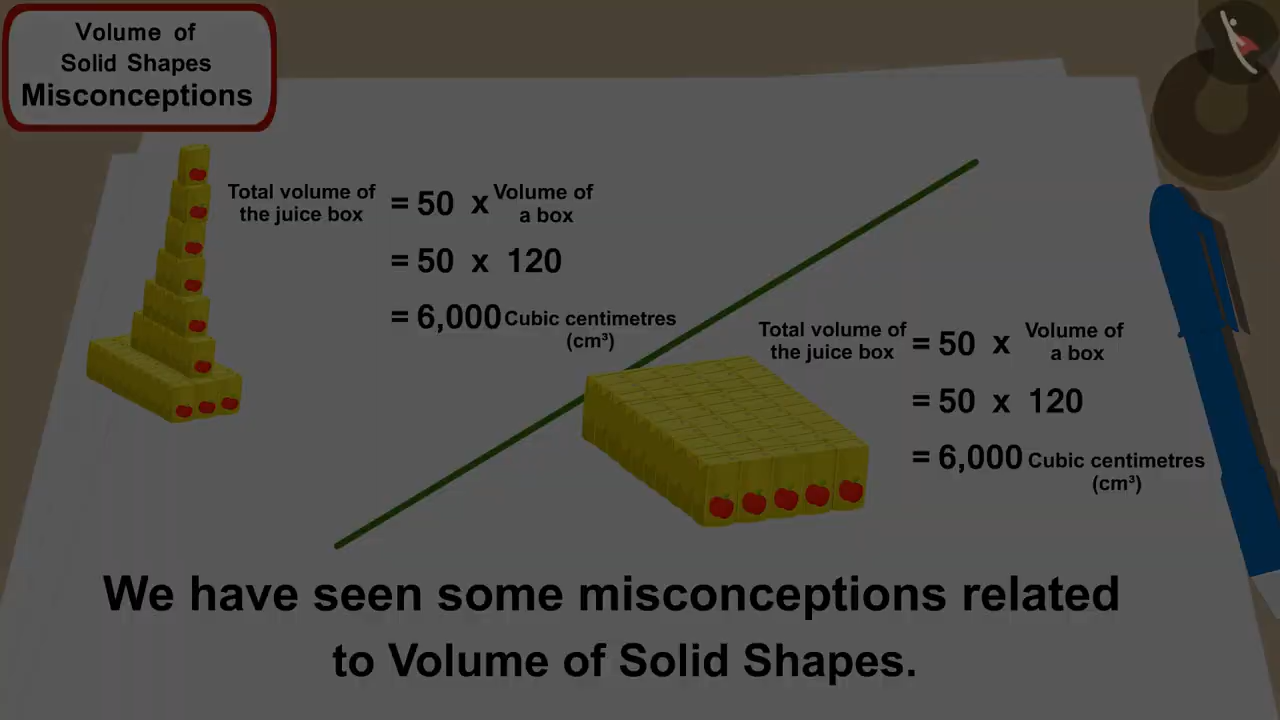 Volume of
Solid Shapes
Misconceptions
Total volume of
the juice box
= 50 x Volume of
a box
= 50 x 120
= 6,000 Cubic centimetres
(cm³)
Total volume of
the juice box
= 50 x Volume of
a box
= 50 x 120
= 6,000 Cubic centimetres
(cm³)
We have seen some misconceptions related
to Volume of Solid Shapes.